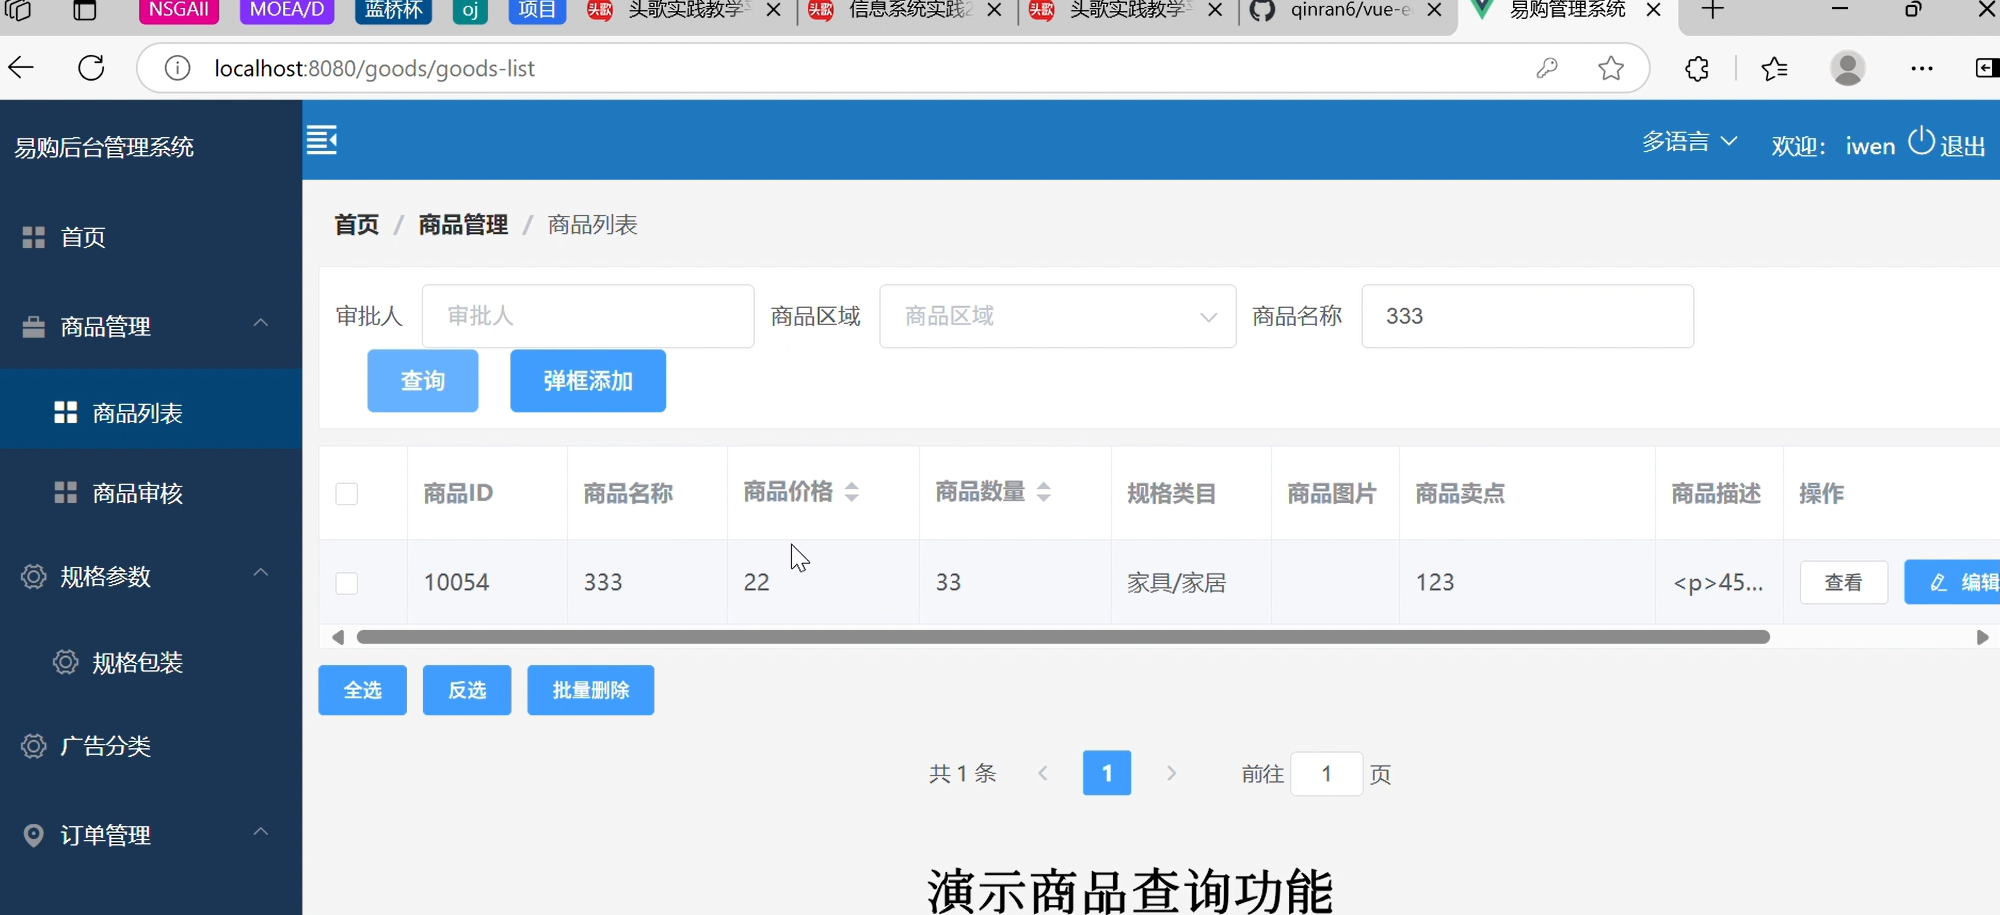 NSGAII MOEA/D 蓝桥杯 oj 项目 头歌 头歌实践教学 头歌 信息系统实践 头歌 头歌实践教学 qinran6/vue-e 易购管理系统
localhost:8080/goods/goods-list
易购后台管理系统
多语言 欢迎: iwen 退出
首页
商品管理
商品列表
商品审核
规格参数
规格包装
广告分类
订单管理
首页 / 商品管理 / 商品列表
审批人 审批人 商品区域 商品区域 商品名称 333
查询 弹框添加
商品ID 商品名称 商品价格 商品数量 规格类目 商品图片 商品卖点 商品描述 操作
10054 333 22 33 家具/家居 123 <p>45... 查看 编辑
全选 反选 批量删除
共 1 条 1 前往 1 页
演示商品查询功能